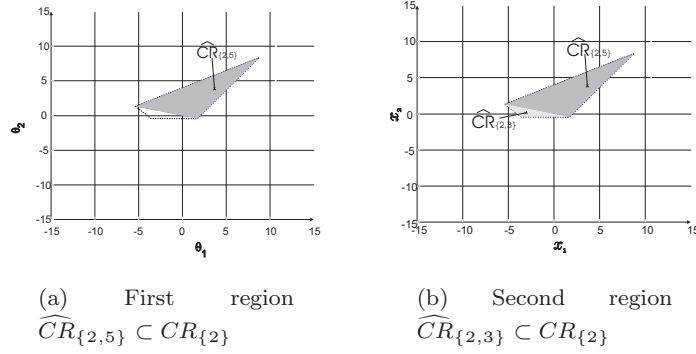 15
10
5
0
-5
-10
-15
-15
-10
-5
0
5
10
15
θ₂
θ₁
CR̂{2,5}
15
10
5
0
-5
-10
-15
-15
-10
-5
0
5
10
15
x₂
x₁
CR̂{2,5}
CR̂{2,3}
(a) First region
CR̂{2,5} ⊂ CR{2}
(b) Second region
CR̂{2,3} ⊂ CR{2}